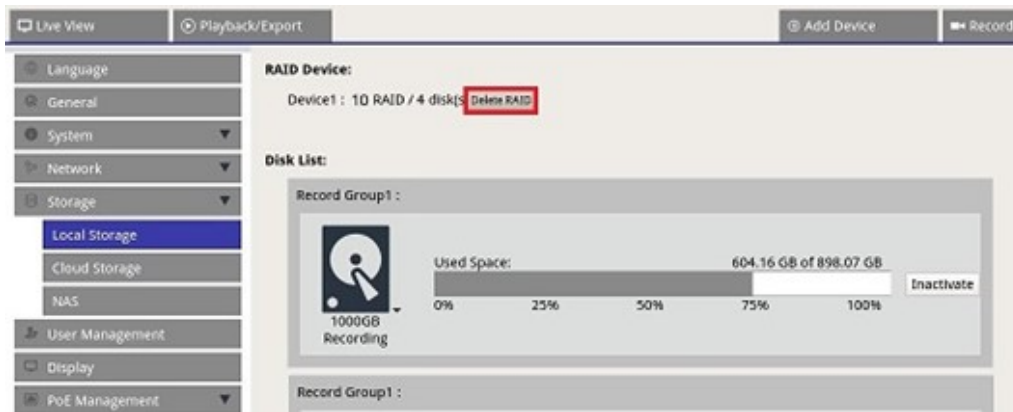 Live View
Playback/Export
Add Device
Record
Language
General
System
Network
Storage
Local Storage
Cloud Storage
NAS
User Management
Display
PoE Management
RAID Device:
Device1 : 10 RAID / 4 disk(s Delete RAID
Disk List:
Record Group1 :
Used Space: 604.16 GB of 898.07 GB
Inactivate
0% 25% 50% 75% 100%
1000GB
Recording
Record Group1 :